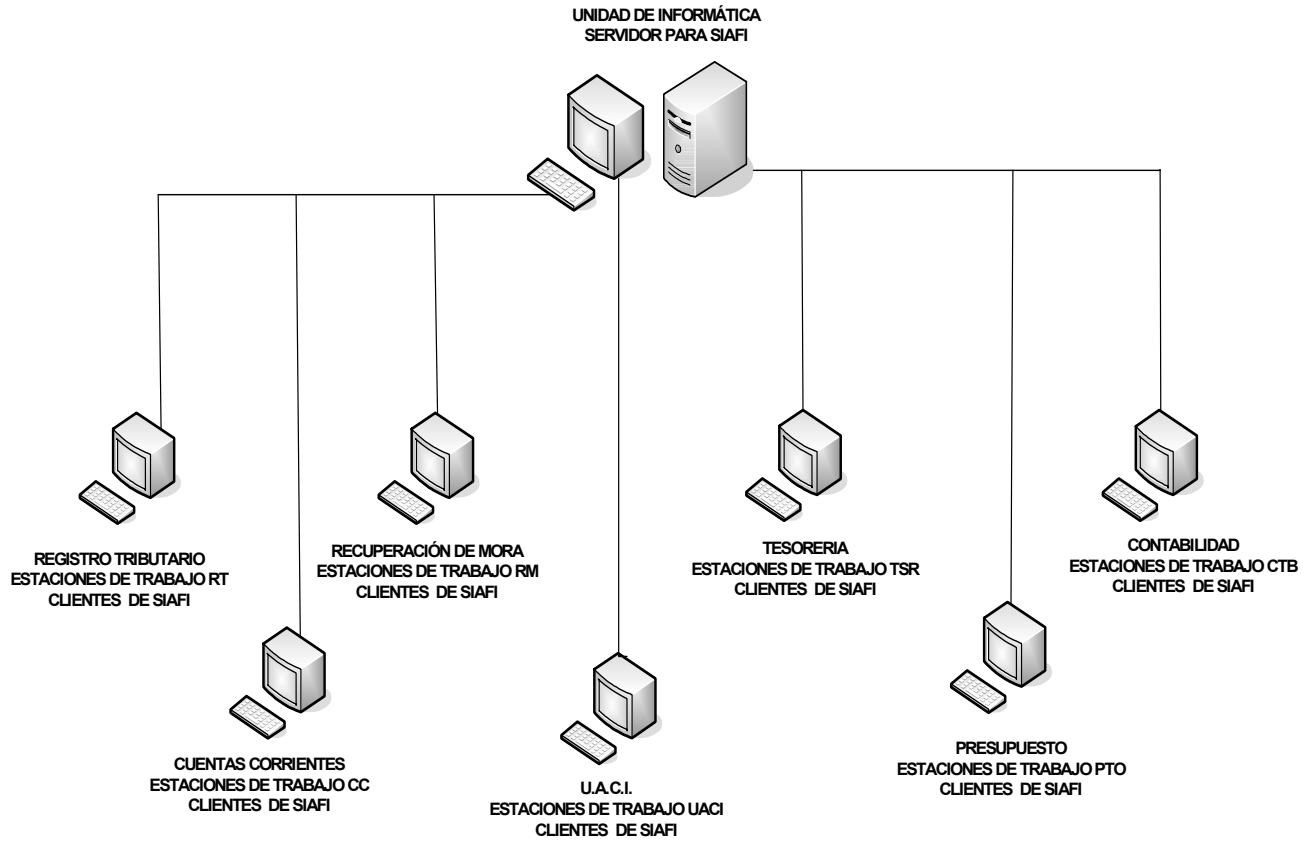 UNIDAD DE INFORMÁTICA
SERVIDOR PARA SIAFI
REGISTRO TRIBUTARIO
ESTACIONES DE TRABAJO RT
CLIENTES DE SIAFI
RECUPERACIÓN DE MORA
ESTACIONES DE TRABAJO RM
CLIENTES DE SIAFI
TESORERIA
ESTACIONES DE TRABAJO TSR
CLIENTES DE SIAFI
CONTABILIDAD
ESTACIONES DE TRABAJO CTB
CLIENTES DE SIAFI
CUENTAS CORRIENTES
ESTACIONES DE TRABAJO CC
CLIENTES DE SIAFI
U.A.C.I.
ESTACIONES DE TRABAJO UACI
CLIENTES DE SIAFI
PRESUPUESTO
ESTACIONES DE TRABAJO PTO
CLIENTES DE SIAFI